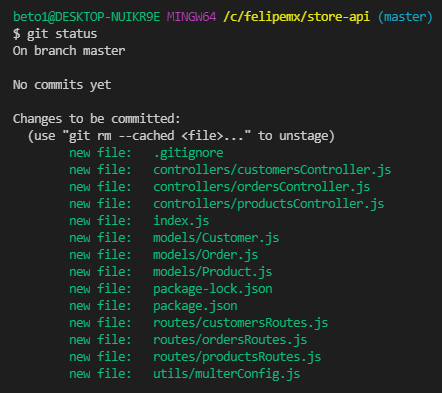 beto1@DESKTOP-NUIKR9E MINGW64 /c/felipemx/store-api (master)
$ git status
On branch master

No commits yet

Changes to be committed:
  (use "git rm --cached <file>..." to unstage)
        new file:   .gitignore
        new file:   controllers/customersController.js
        new file:   controllers/ordersController.js
        new file:   controllers/productsController.js
        new file:   index.js
        new file:   models/Customer.js
        new file:   models/Order.js
        new file:   models/Product.js
        new file:   package-lock.json
        new file:   package.json
        new file:   routes/customersRoutes.js
        new file:   routes/ordersRoutes.js
        new file:   routes/productsRoutes.js
        new file:   utils/multerConfig.js